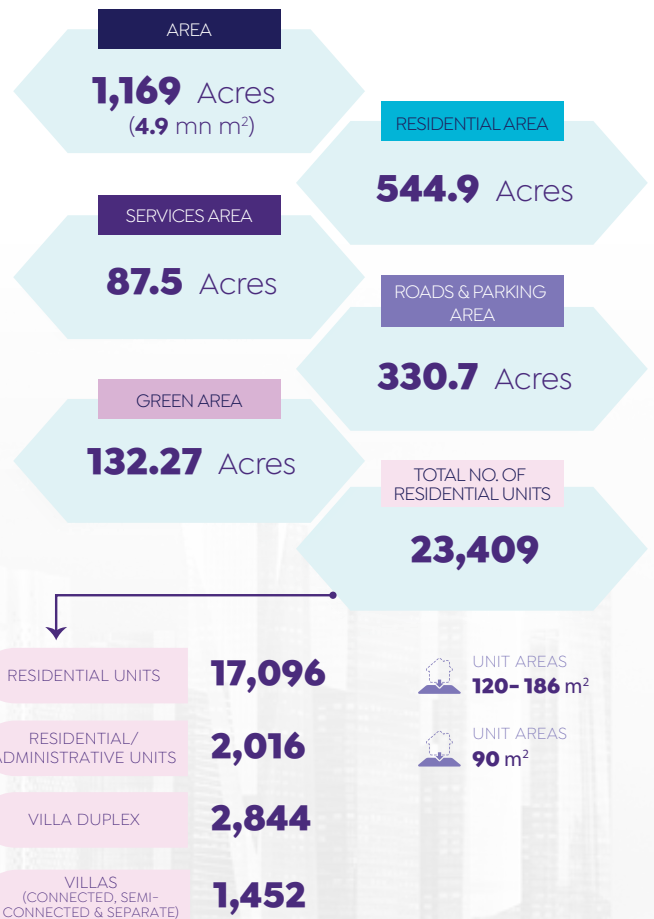 AREA
1,169 Acres
(4.9 mn m²)
RESIDENTIAL AREA
544.9 Acres
SERVICES AREA
87.5 Acres
ROADS & PARKING
AREA
330.7 Acres
GREEN AREA
132.27 Acres
TOTAL NO. OF
RESIDENTIAL UNITS
23,409
RESIDENTIAL UNITS
17,096
UNIT AREAS
120- 186 m²
RESIDENTIAL/
ADMINISTRATIVE UNITS
2,016
UNIT AREAS
90 m²
VILLA DUPLEX
2,844
VILLAS
(CONNECTED, SEMI-
CONNECTED & SEPARATE)
1,452